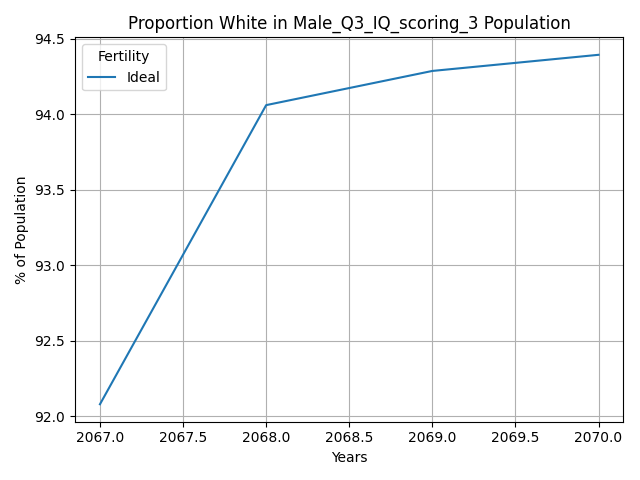 Proportion White in Male_Q3_IQ_scoring_3 Population
94.5
94.0
93.5
93.0
92.5
92.0
% of Population
Fertility
Ideal
2067.0 2067.5 2068.0 2068.5 2069.0 2069.5 2070.0
Years